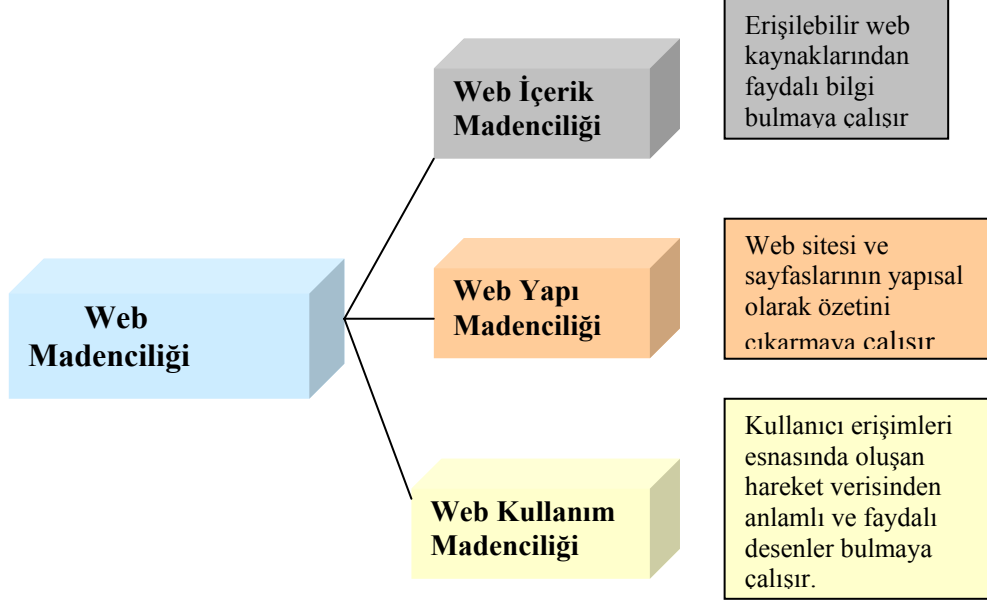 Web
Madenciliği
Web İçerik
Madenciliği
Erişilebilir web
kaynaklarından
faydalı bilgi
bulmaya çalışır
Web Yapı
Madenciliği
Web sitesi ve
sayfaslarının yapısal
olarak özetini
çıkarmaya çalışır
Web Kullanım
Madenciliği
Kullanıcı erişimleri
esnasında oluşan
hareket verisinden
anlamlı ve faydalı
desenler bulmaya
çalışır.